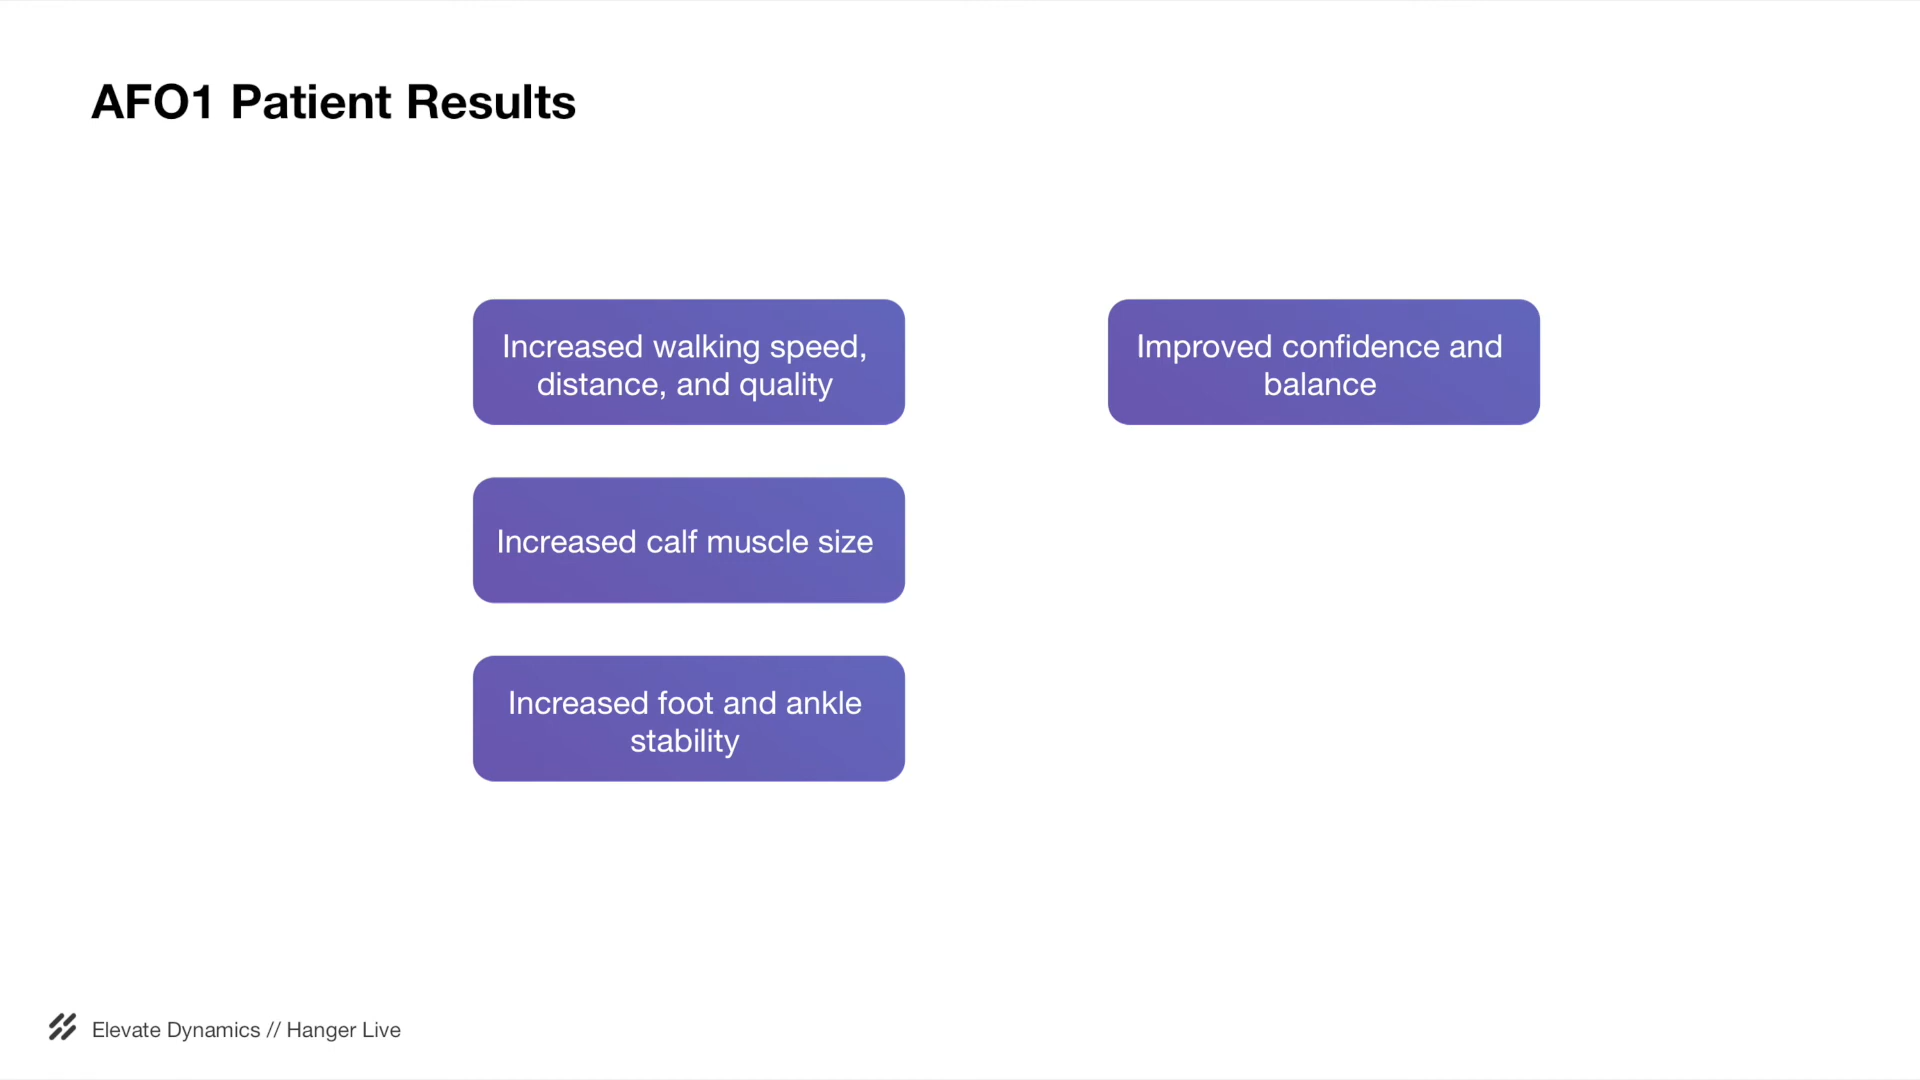 AFO1 Patient Results
Increased walking speed,
distance, and quality
Improved confidence and
balance
Increased calf muscle size
Increased foot and ankle
stability
Elevate Dynamics // Hanger Live